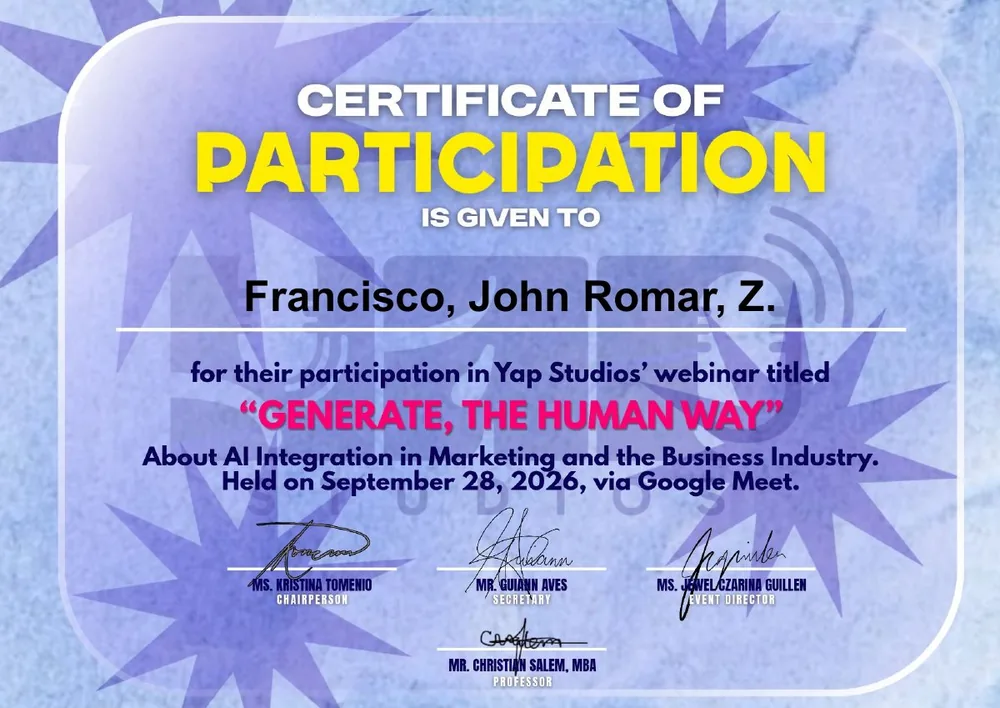 CERTIFICATE OF
PARTICIPATION
IS GIVEN TO
Francisco, John Romar, Z.
for their participation in Yap Studios’ webinar titled
“GENERATE, THE HUMAN WAY”
About AI Integration in Marketing and the Business Industry.
Held on September 28, 2026, via Google Meet.
STUDIOS
MS. KRISTINA TOMENIO
CHAIRPERSON
MR. GUIANN AVES
SECRETARY
MS. JEWEL CZARINA GUILLEN
EVENT DIRECTOR
MR. CHRISTIAN SALEM, MBA
PROFESSOR